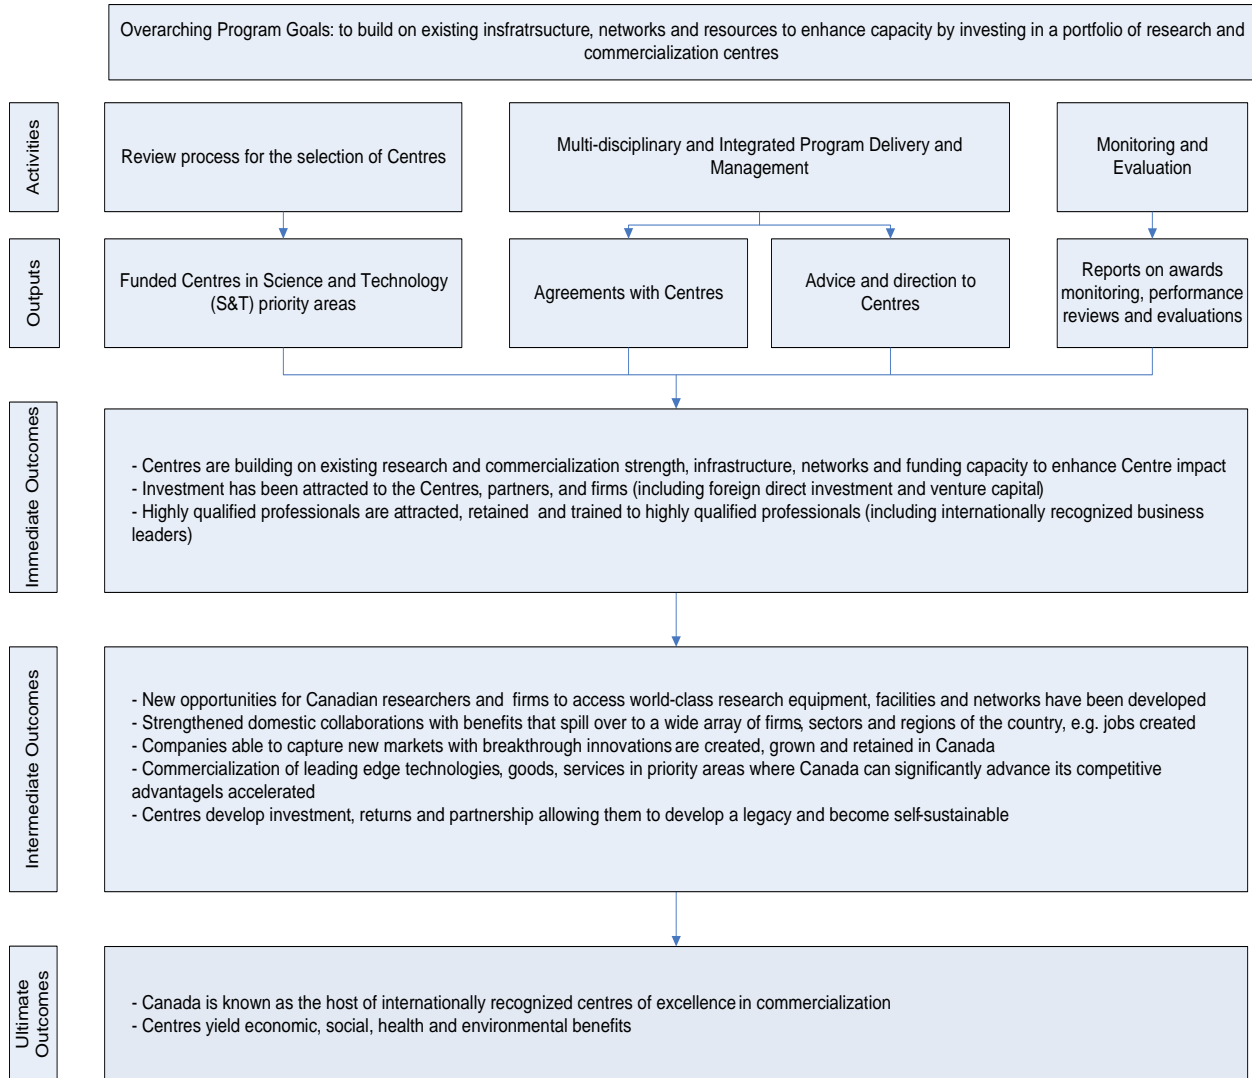 Overarching Program Goals: to build on existing insfratrsucture, networks and resources to enhance capacity by investing in a portfolio of research and
commercialization centres
Activities
Review process for the selection of Centres
Multi-disciplinary and Integrated Program Delivery and
Management
Monitoring and
Evaluation
Outputs
Funded Centres in Science and Technology
(S&T) priority areas
Agreements with Centres
Advice and direction to
Centres
Reports on awards
monitoring, performance
reviews and evaluations
Immediate Outcomes
- Centres are building on existing research and commercialization strength, infrastructure, networks and funding capacity to enhance Centre impact
- Investment has been attracted to the Centres, partners, and firms (including foreign direct investment and venture capital)
- Highly qualified professionals are attracted, retained and trained to highly qualified professionals (including internationally recognized business
leaders)
Intermediate Outcomes
- New opportunities for Canadian researchers and firms to access world-class research equipment, facilities and networks have been developed
- Strengthened domestic collaborations with benefits that spill over to a wide array of firms, sectors and regions of the country, e.g. jobs created
- Companies able to capture new markets with breakthrough innovations are created, grown and retained in Canada
- Commercialization of leading edge technologies, goods, services in priority areas where Canada can significantly advance its competitive
advantageIs accelerated
- Centres develop investment, returns and partnership allowing them to develop a legacy and become self-sustainable
Ultimate
Outcomes
- Canada is known as the host of internationally recognized centres of excellence in commercialization
- Centres yield economic, social, health and environmental benefits